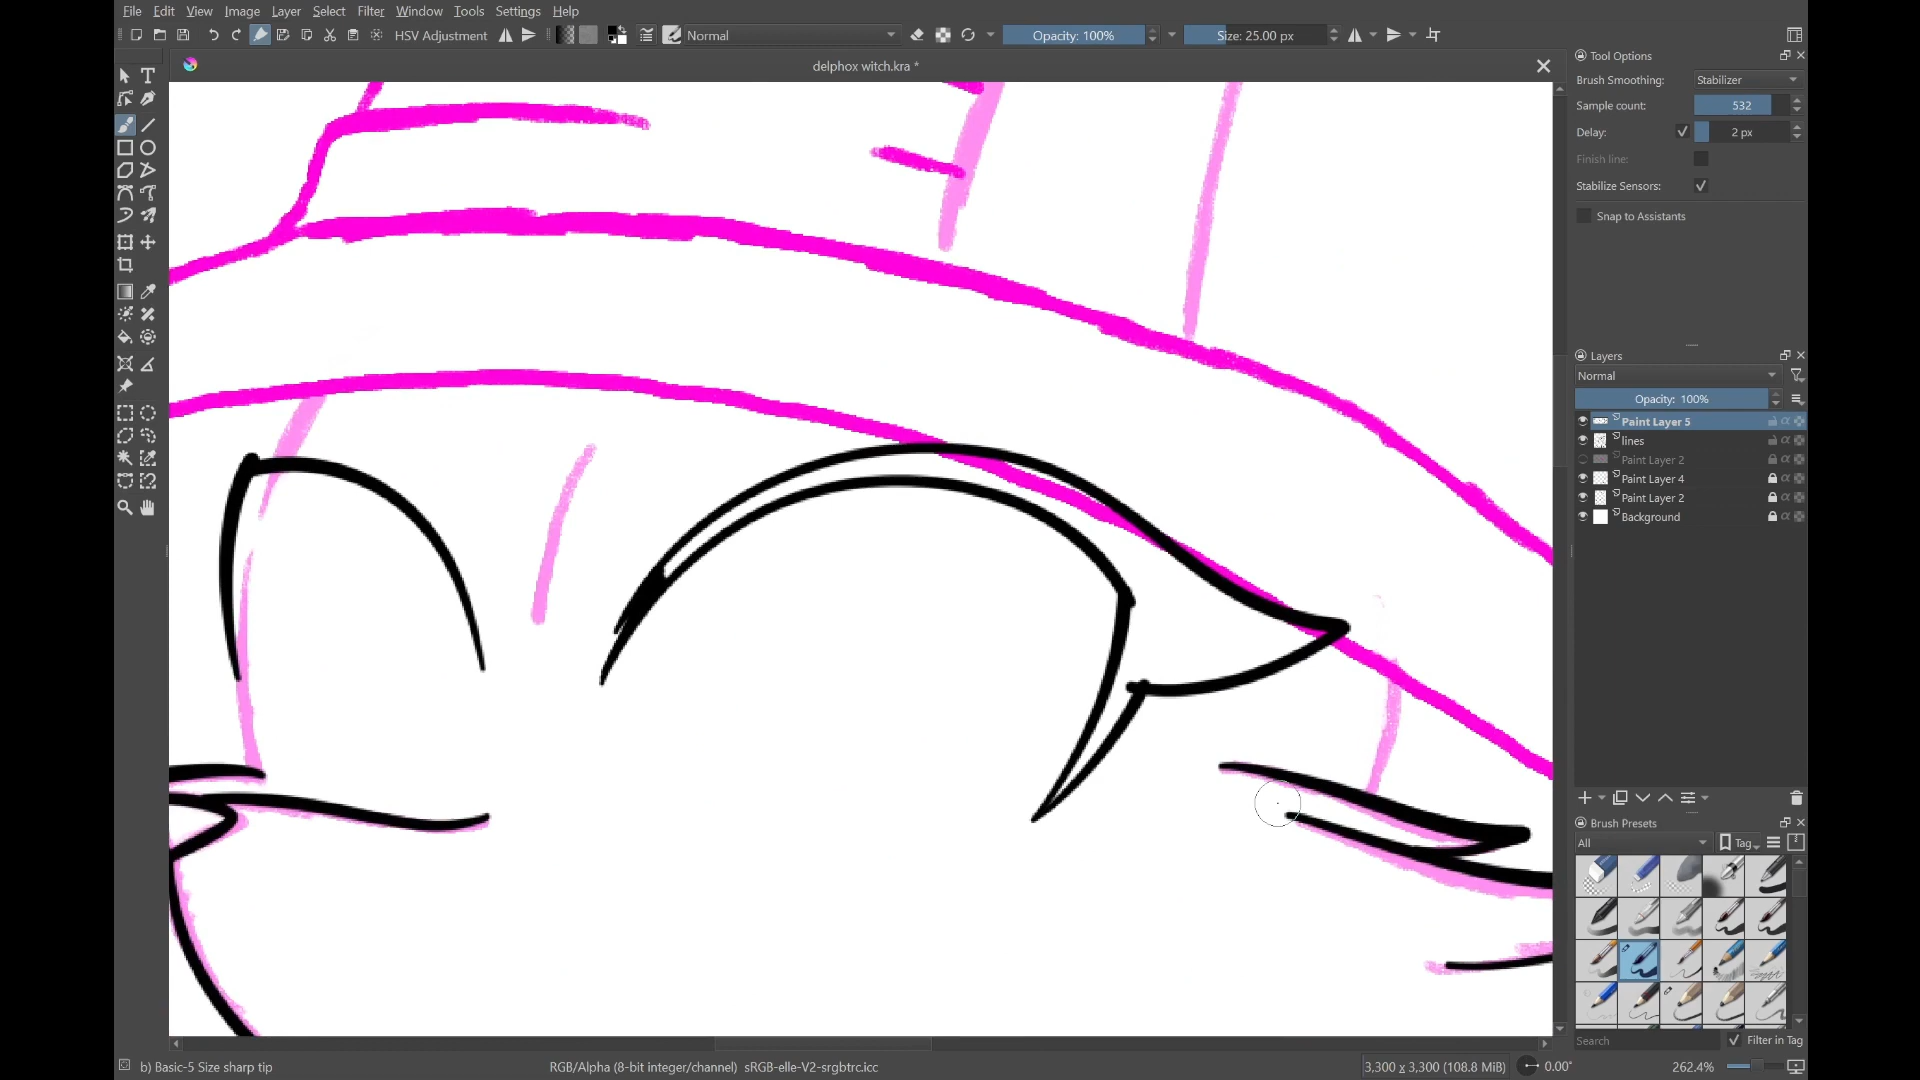 File Edit View Image Layer Select Filter Window Tools Settings Help
HSV Adjustment Normal Opacity: 100% Size: 25.00 px
delphox witch.kra *
Tool Options
Brush Smoothing: Stabilizer
Sample count: 532
Delay: 2 px
Finish line:
Stabilize Sensors:
Snap to Assistants
Layers
Normal
Opacity: 100%
Paint Layer 5
lines
Paint Layer 2
Paint Layer 4
Paint Layer 2
Background
Brush Presets
All Tag
Search Filter in Tag
b) Basic-5 Size sharp tip RGB/Alpha (8-bit integer/channel) sRGB-elle-V2-srgbtrc.icc 3,300 x 3,300 (108.8 MiB) 0.00° 262.4%